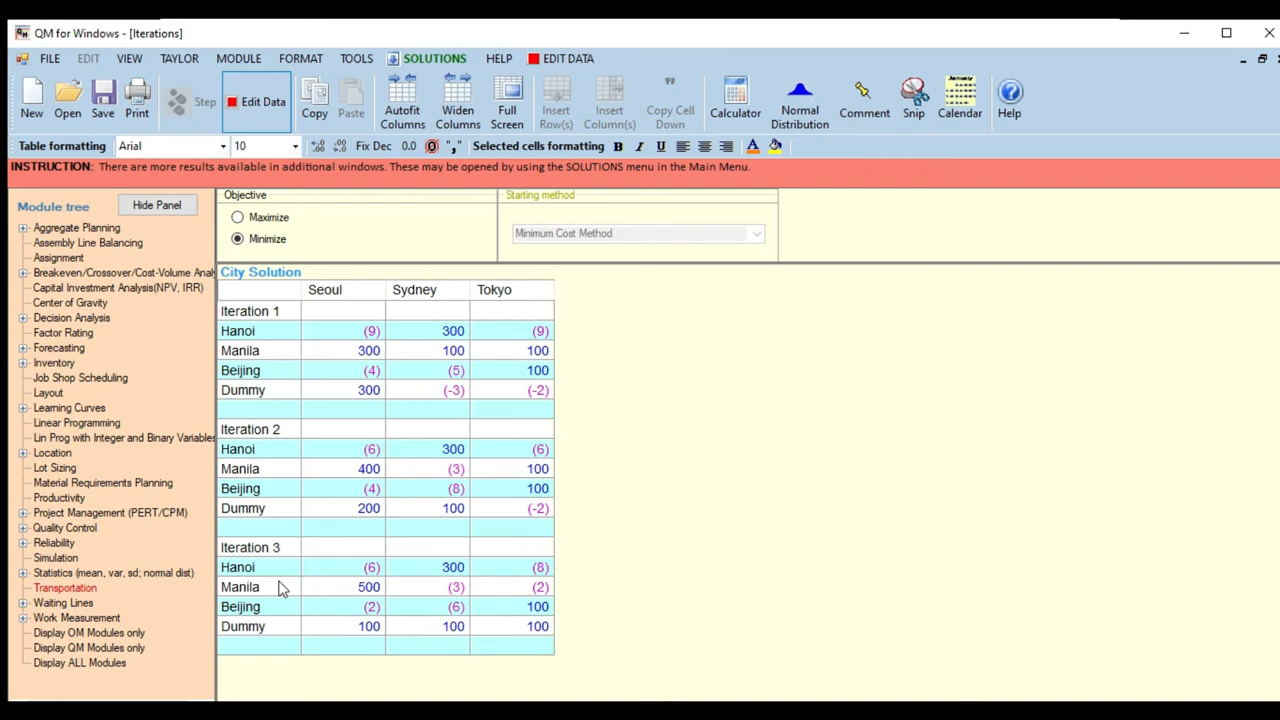 QM for Windows - [Iterations]
FILE EDIT VIEW TAYLOR MODULE FORMAT TOOLS SOLUTIONS HELP EDIT DATA
New Open Save Print Step Edit Data Copy Paste Autofit Columns Widen Columns Full Screen Insert Row(s) Insert Column(s) Copy Cell Down Calculator Normal Distribution Comment Snip January Calendar Help
Table formatting Arial 10 Fix Dec 0.0 "," Selected cells formatting B I U A
INSTRUCTION: There are more results available in additional windows. These may be opened by using the SOLUTIONS menu in the Main Menu.
Module tree Hide Panel
Aggregate Planning
Assembly Line Balancing
Assignment
Breakeven/Crossover/Cost-Volume Anal
Capital Investment Analysis(NPV, IRR)
Center of Gravity
Decision Analysis
Factor Rating
Forecasting
Inventory
Job Shop Scheduling
Layout
Learning Curves
Linear Programming
Lin Prog with Integer and Binary Variables
Location
Lot Sizing
Material Requirements Planning
Productivity
Project Management (PERT/CPM)
Quality Control
Reliability
Simulation
Statistics (mean, var, sd; normal dist)
Transportation
Waiting Lines
Work Measurement
Display OM Modules only
Display QM Modules only
Display ALL Modules
Objective
Maximize
Minimize
Starting method
Minimum Cost Method
City Solution
Seoul Sydney Tokyo
Iteration 1
Hanoi (9) 300 (9)
Manila 300 100 100
Beijing (4) (5) 100
Dummy 300 (-3) (-2)
Iteration 2
Hanoi (6) 300 (6)
Manila 400 (3) 100
Beijing (4) (8) 100
Dummy 200 100 (-2)
Iteration 3
Hanoi (6) 300 (8)
Manila 500 (3) (2)
Beijing (2) (6) 100
Dummy 100 100 100